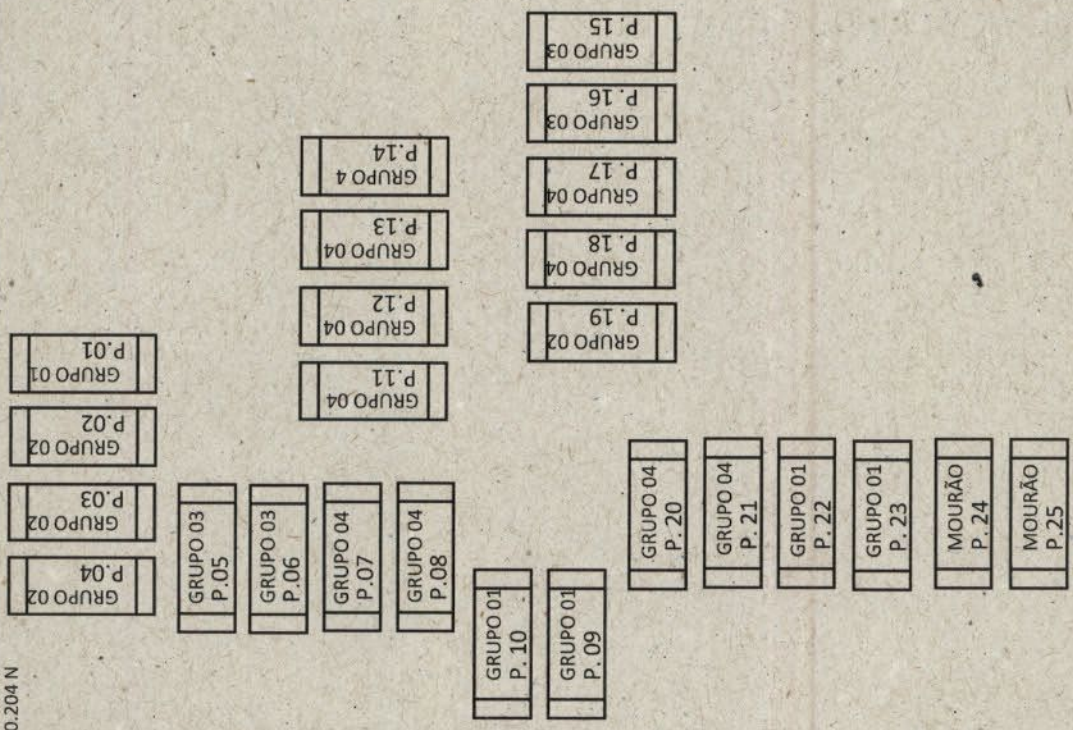 GRUPO 01
P.01
GRUPO 02
P.02
GRUPO 02
P.03
GRUPO 02
P.04
GRUPO 03
P.05
GRUPO 03
P.06
GRUPO 04
P.07
GRUPO 04
P.08
GRUPO 01
P. 10
GRUPO 01
P. 09
GRUPO 04
P.11
GRUPO 04
P.12
GRUPO 04
P.13
GRUPO 4
P.14
GRUPO 03
P. 15
GRUPO 03
P. 16
GRUPO 04
P. 17
GRUPO 04
P. 18
GRUPO 02
P. 19
GRUPO 04
P. 20
GRUPO 04
P. 21
GRUPO 01
P. 22
GRUPO 01
P. 23
MOURÃO
P. 24
MOURÃO
P.25
0.204 N